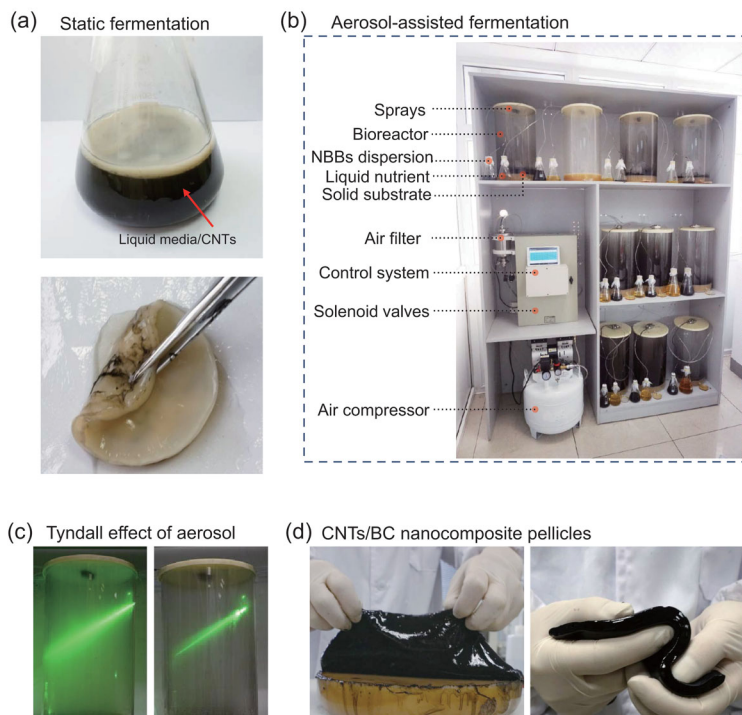 (a) Static fermentation
Liquid media/CNTs
(b) Aerosol-assisted fermentation
Sprays
Bioreactor
NBBs dispersion
Liquid nutrient
Solid substrate
Air filter
Control system
Solenoid valves
Air compressor
(c) Tyndall effect of aerosol
(d) CNTs/BC nanocomposite pellicles